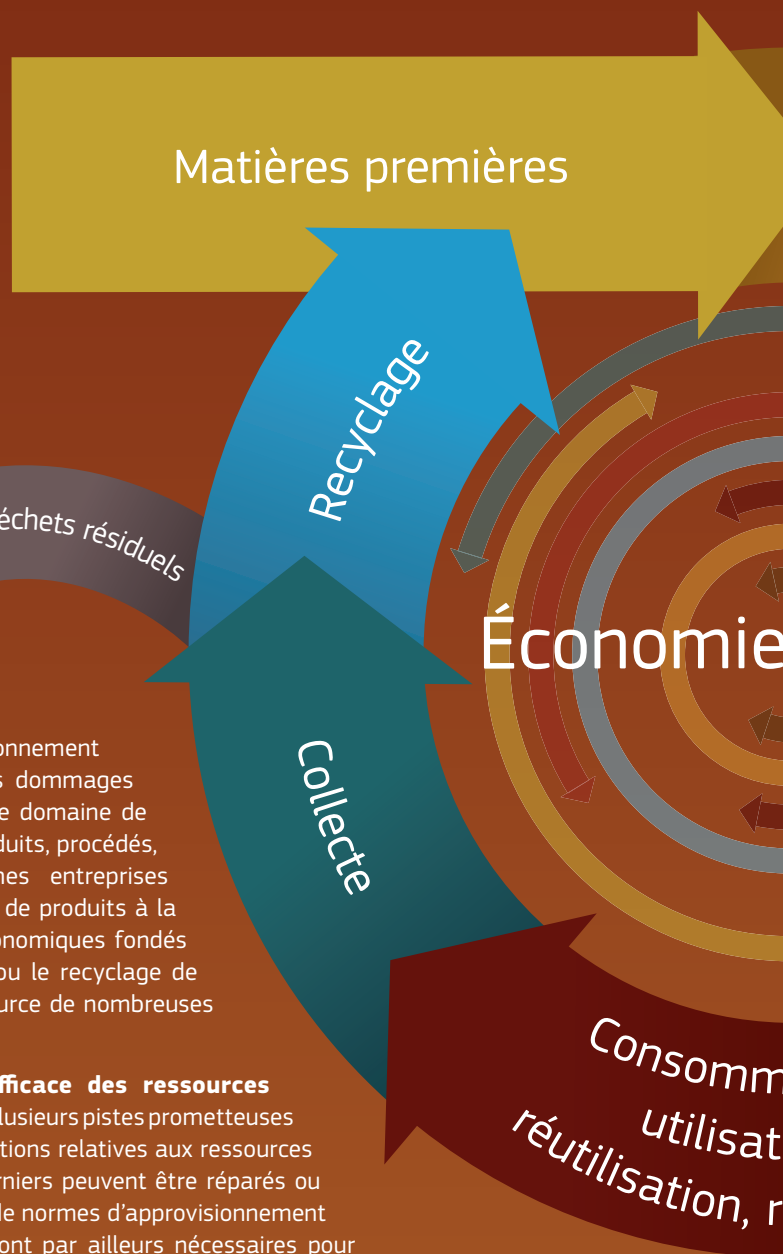 Matières premières
Recyclage
échets résiduels
Économie
Collecte
onnement
s dommages
e domaine de
duits, procédés,
nes entreprises
de produits à la
onomiques fondés
ou le recyclage de
urce de nombreuses
efficace des ressources
lusieurs pistes prometteuses
tions relatives aux ressources
rniers peuvent être réparés ou
de normes d’approvisionnement
ont par ailleurs nécessaires pour
Consomm
utilisat
réutilisation, r